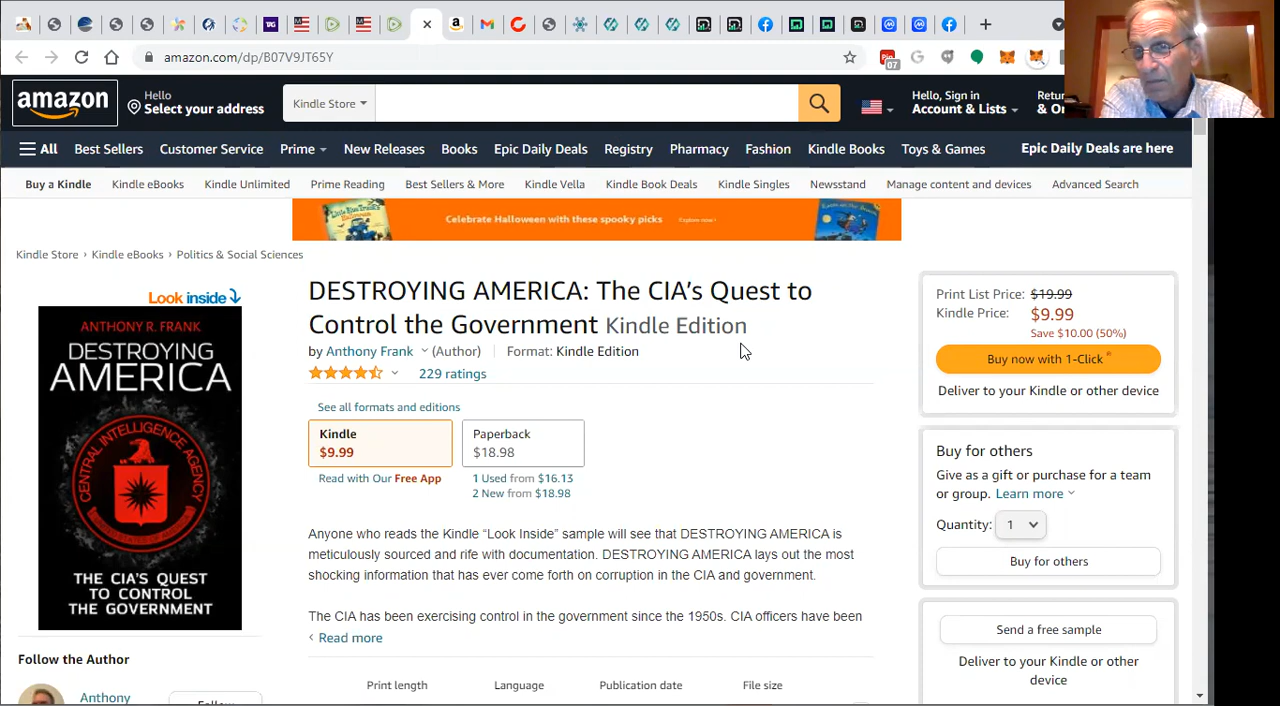 07
amazon.com/dp/B07V9JT65Y
amazon
Hello
Select your address
Kindle Store
Hello, Sign in
Account & Lists
Retur
& O
All
Best Sellers
Customer Service
Prime
New Releases
Books
Epic Daily Deals
Registry
Pharmacy
Fashion
Kindle Books
Toys & Games
Epic Daily Deals are here
Buy a Kindle
Kindle eBooks
Kindle Unlimited
Prime Reading
Best Sellers & More
Kindle Vella
Kindle Book Deals
Kindle Singles
Newsstand
Manage content and devices
Advanced Search
Celebrate Halloween with these spooky picks
Explore now ›
Kindle Store › Kindle eBooks › Politics & Social Sciences
Look inside
ANTHONY R. FRANK
DESTROYING
AMERICA
CENTRAL INTELLIGENCE AGENCY
UNITED STATES OF AMERICA
THE CIA'S QUEST
TO CONTROL
THE GOVERNMENT
Follow the Author
Anthony
DESTROYING AMERICA: The CIA's Quest to
Control the Government Kindle Edition
by Anthony Frank (Author) Format: Kindle Edition
229 ratings
See all formats and editions
Kindle
$9.99
Read with Our Free App
Paperback
$18.98
1 Used from $16.13
2 New from $18.98
Anyone who reads the Kindle “Look Inside” sample will see that DESTROYING AMERICA is
meticulously sourced and rife with documentation. DESTROYING AMERICA lays out the most
shocking information that has ever come forth on corruption in the CIA and government.
The CIA has been exercising control in the government since the 1950s. CIA officers have been
Read more
Print length
Language
Publication date
File size
Print List Price: $19.99
Kindle Price: $9.99
Save $10.00 (50%)
Buy now with 1-Click ®
Deliver to your Kindle or other device
Buy for others
Give as a gift or purchase for a team
or group. Learn more
Quantity: 1
Buy for others
Send a free sample
Deliver to your Kindle or other
device